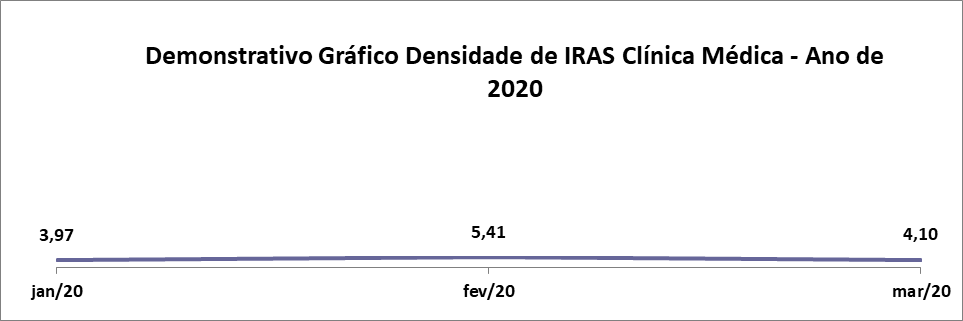 Demonstrativo Gráfico Densidade de IRAS Clínica Médica - Ano de
2020
3,97
5,41
4,10
jan/20
fev/20
mar/20